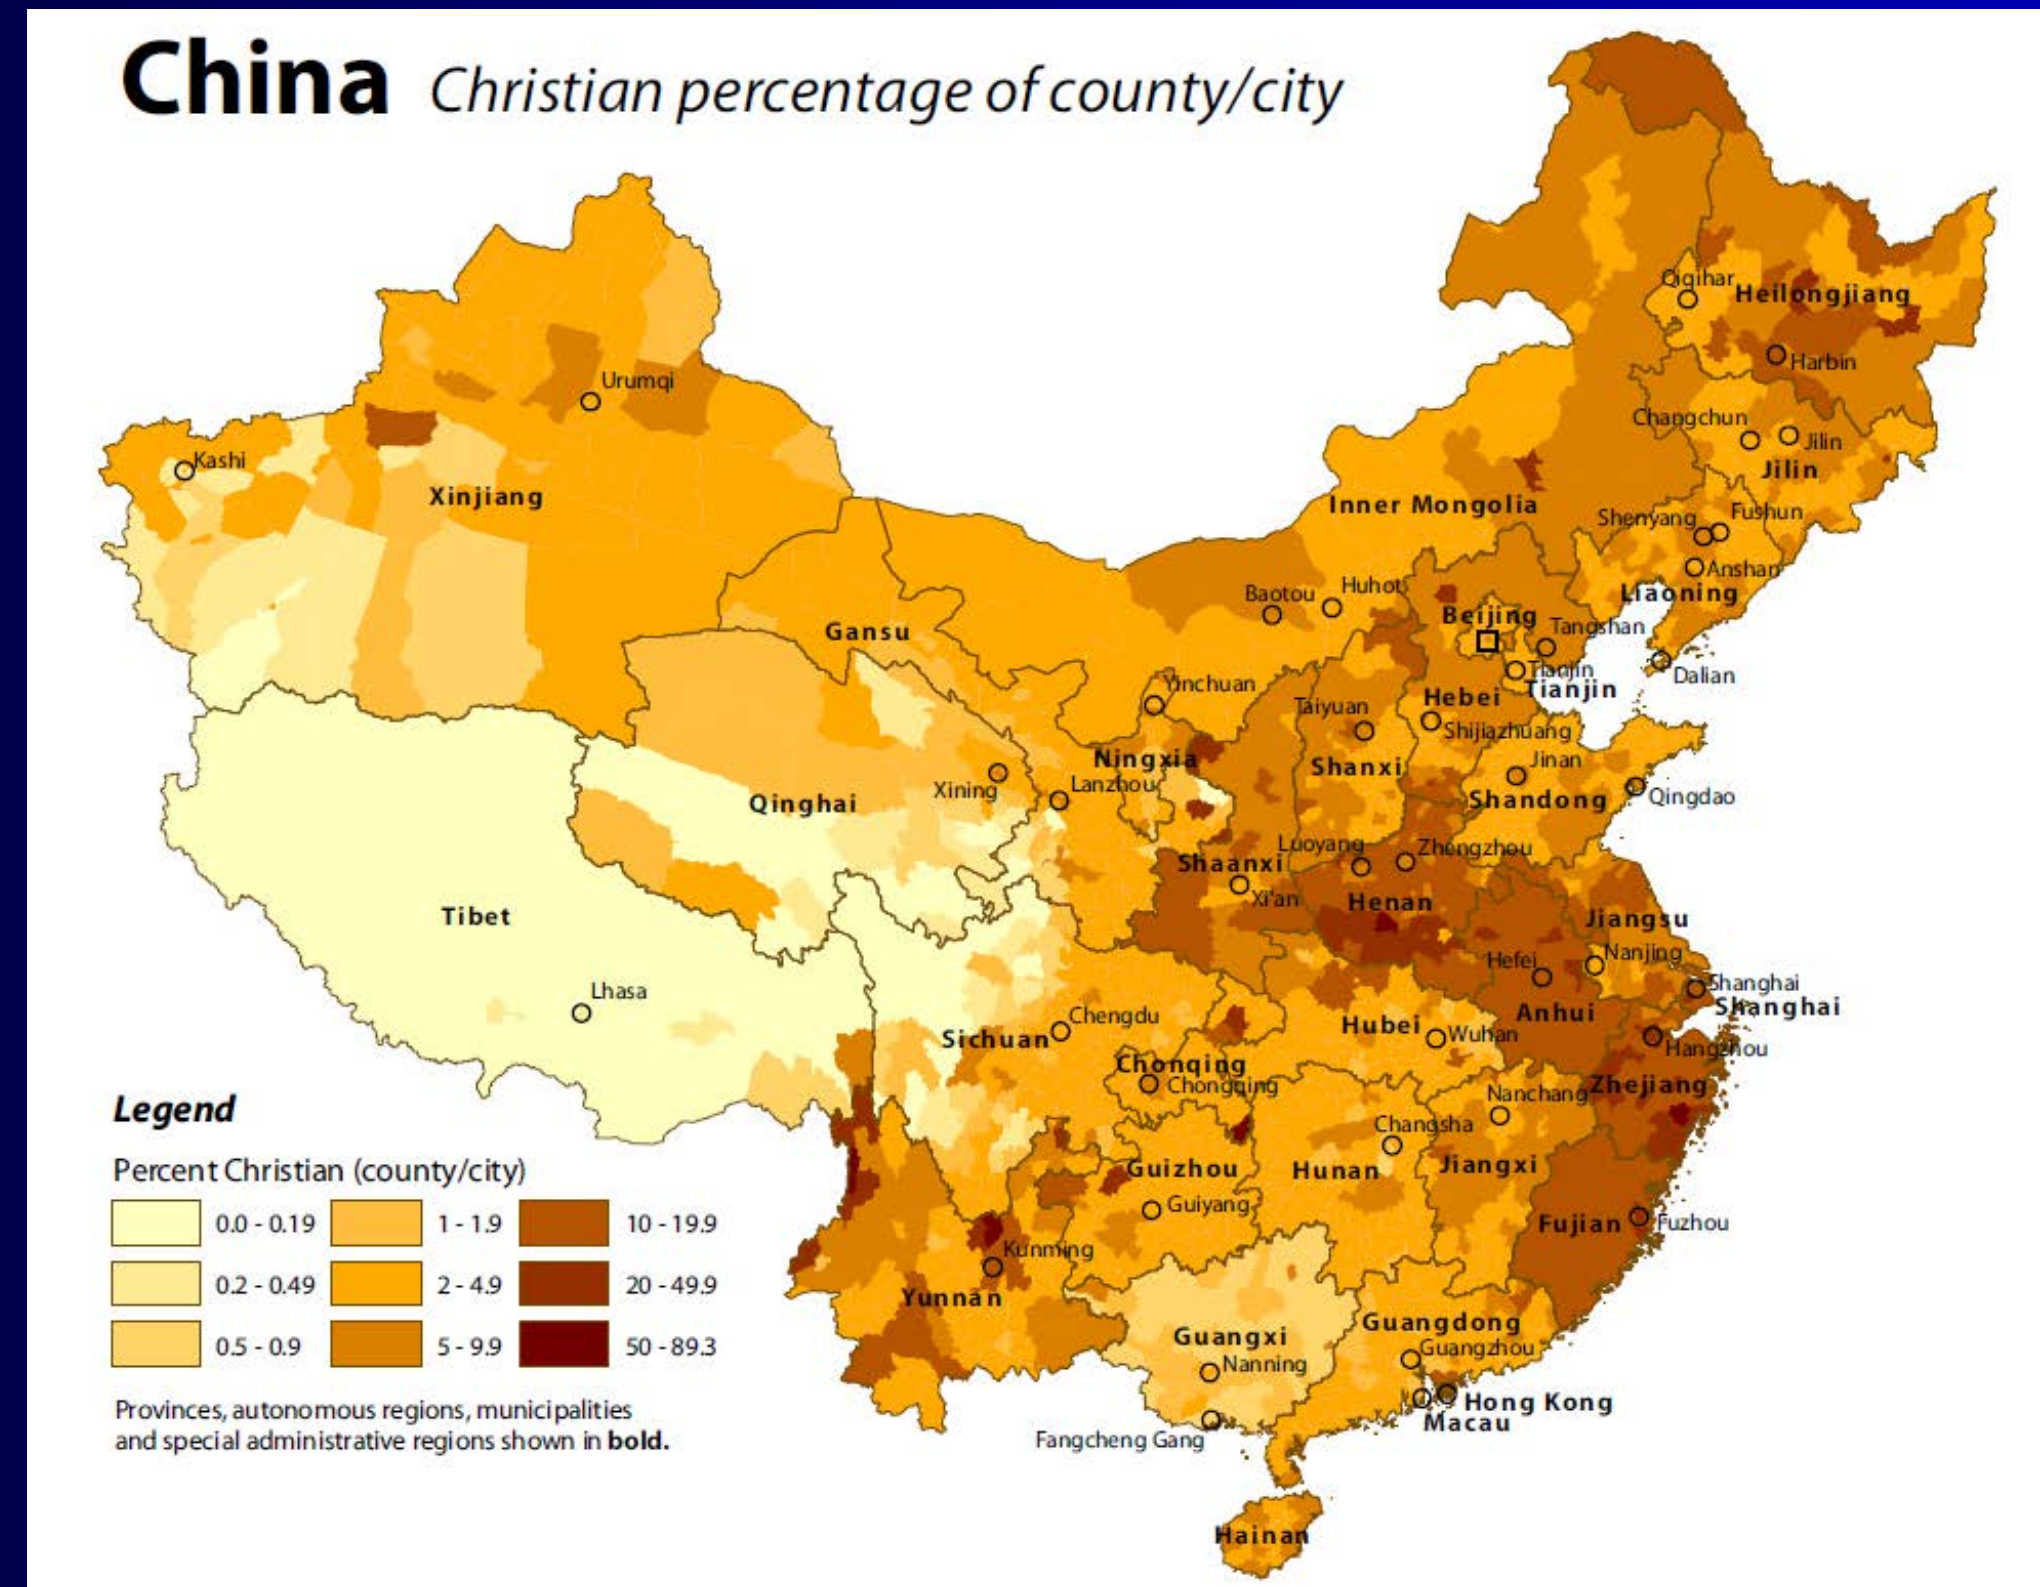 China Christian percentage of county/city
Qiqihar
Heilongjiang
Harbin
Urumqi
Changchun
Jilin
Kashi
Jilin
Xinjiang
Inner Mongolia
Fushun
Shenyang
Anshan
Huhot
Baotou
Liaoning
Beijing
Tangshan
Gansu
Tianjin
Dalian
Yinchuan
Tianjin
Hebei
Taiyuan
Shijiazhuang
Ningxia
Jinan
Shanxi
Xining
Lanzhou
Qinghai
Shandong
Qingdao
Luoyang
Zhengzhou
Shaanxi
Xi'an
Henan
Tibet
Jiangsu
Nanjing
Hefei
Lhasa
Shanghai
Shanghai
Chengdu
Anhui
Hubei
Wuhan
Sichuan
Hangzhou
Chonqing
Chongqing
Zhejiang
Nanchang
Legend
Changsha
Percent Christian (county/city)
Guizhou
Hunan
Jiangxi
Guiyang
0.0 - 0.19
1 - 1.9
10 - 19.9
Fujian
Fuzhou
Kunming
0.2 - 0.49
2 - 4.9
20 - 49.9
Yunnan
Guangdong
Guangxi
0.5 - 0.9
5 - 9.9
50 - 89.3
Guangzhou
Nanning
Hong Kong
Macau
Provinces, autonomous regions, municipalities
and special administrative regions shown in bold.
Fangcheng Gang
Hainan